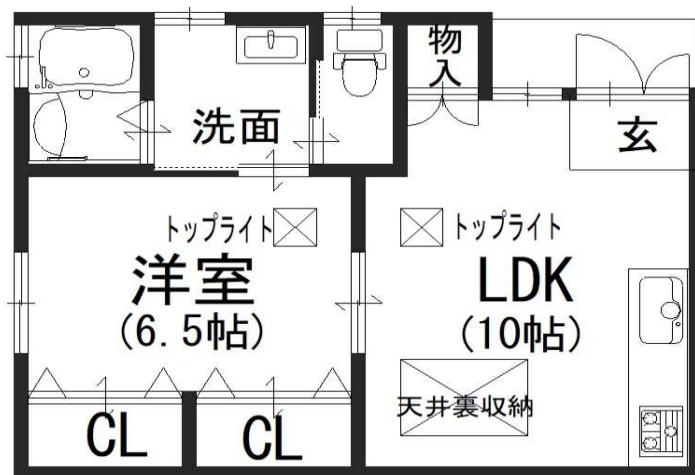 物入
洗面
玄
トップライト
トップライト
洋室
(6.5帖)
LDK
(10帖)
天井裏収納
CL
CL